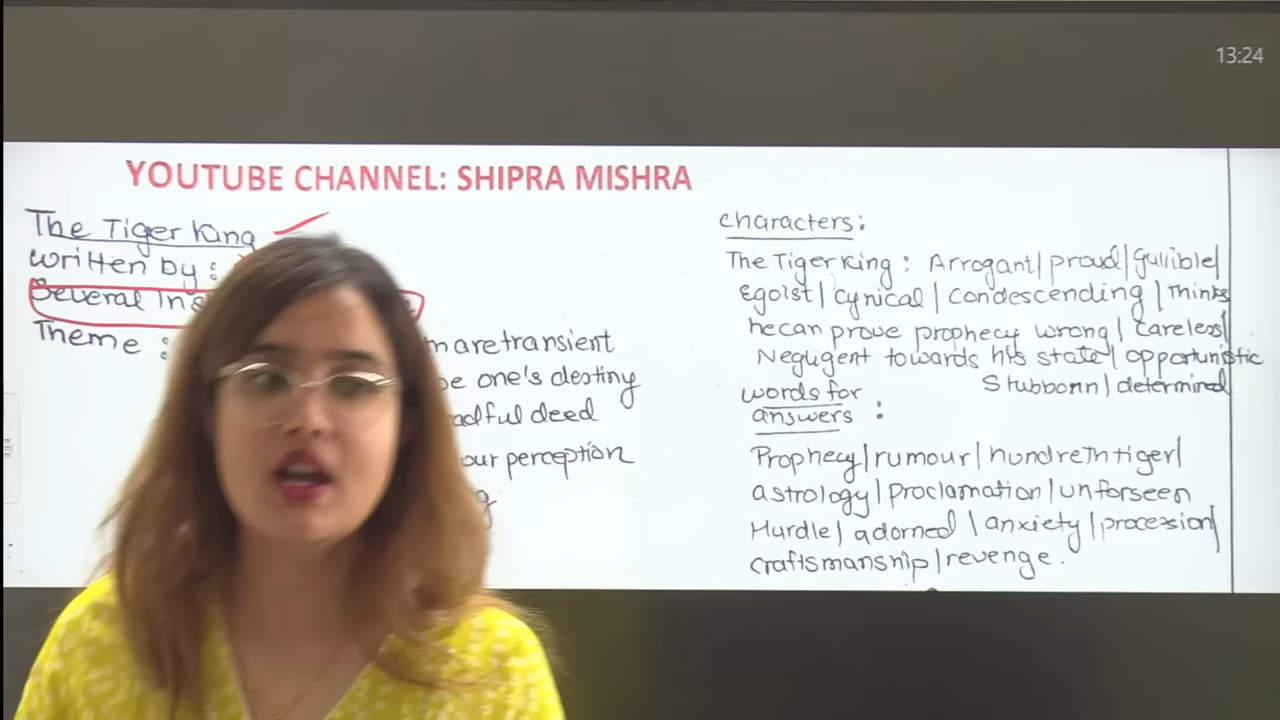 13:24
YOUTUBE CHANNEL: SHIPRA MISHRA
The Tiger King
written by :
Several Ins
Theme :
are transient
one's destiny
deed
our perception
characters:
The Tiger King : Arrogant/ proud/ Gullible/
Egoist/ cynical / condescending / Thinks
he can prove prophecy wrong/ careless/
Negligent towards his state/ opportunistic
Stubborn/ determined
words for
answers :
Prophecy/ rumour/ hundreth tiger/
astrology/ Proclamation/ unforseen
Hurdle/ adorned / anxiety/ procession/
craftsmanship/ revenge.